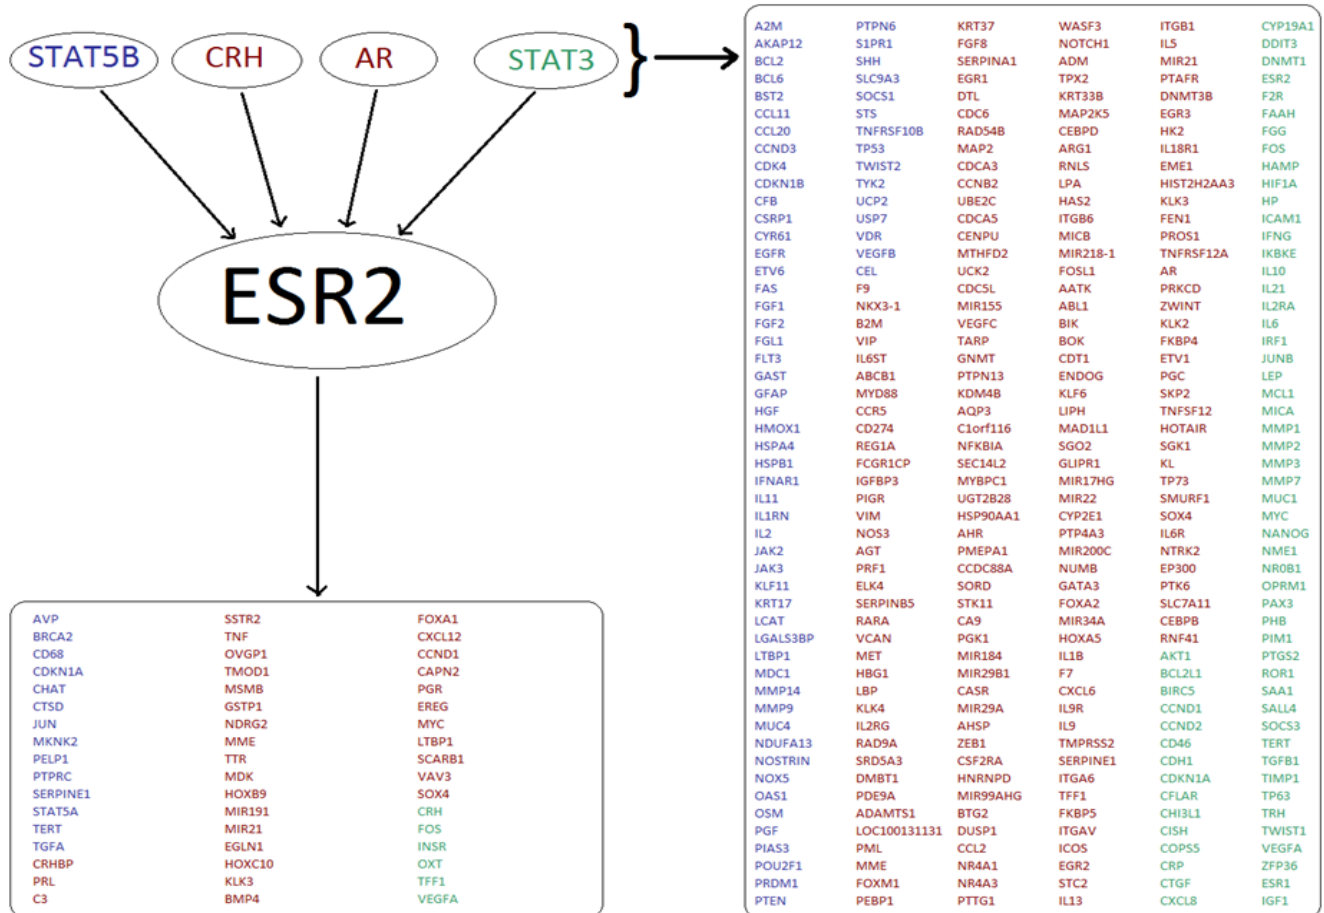 STAT5B CRH AR STAT3 }
ESR2
AVP SSTR2 FOXA1
BRCA2 TNF CXCL12
CD68 OVGP1 CCND1
CDKN1A TMOD1 CAPN2
CHAT MSMB PGR
CTSD GSTP1 EREG
JUN NDRG2 MYC
MKNK2 MME LTBP1
PELP1 TTR SCARB1
PTPRC MDK VAV3
SERPINE1 HOXB9 SOX4
STAT5A MIR191 CRH
TERT MIR21 FOS
TGFA EGLN1 INSR
CRHBP HOXC10 OXT
PRL KLK3 TFF1
C3 BMP4 VEGFA
A2M PTPN6 KRT37 WASF3 ITGB1 CYP19A1
AKAP12 S1PR1 FGF8 NOTCH1 IL5 DDIT3
BCL2 SHH SERPINA1 ADM MIR21 DNMT1
BCL6 SLC9A3 EGR1 TPX2 PTAFR ESR2
BST2 SOCS1 DTL KRT33B DNMT3B F2R
CCL11 STS CDC6 MAP2K5 EGR3 FAAH
CCL20 TNFRSF10B RAD54B CEBPD HK2 FGG
CCND3 TP53 MAP2 ARG1 IL18R1 FOS
CDK4 TWIST2 CDCA3 RNLS EME1 HAMP
CDKN1B TYK2 CCNB2 LPA HIST2H2AA3 HIF1A
CFB UCP2 UBE2C HAS2 KLK3 HP
CSRP1 USP7 CDCA5 ITGB6 FEN1 ICAM1
CYR61 VDR CENPU MICB PROS1 IFNG
EGFR VEGFB MTHFD2 MIR218-1 TNFRSF12A IKBKE
ETV6 CEL UCK2 FOSL1 AR IL10
FAS F9 CDC5L AATK PRKCD IL21
FGF1 NKX3-1 MIR155 ABL1 ZWINT IL2RA
FGF2 B2M VEGFC BIK KLK2 IL6
FGL1 VIP TARP BOK FKBP4 IRF1
FLT3 IL6ST GNMT CDT1 ETV1 JUNB
GAST ABCB1 PTPN13 ENDOG PGC LEP
GFAP MYD88 KDM4B KLF6 SKP2 MCL1
HGF CCR5 AQP3 LIPH TNFSF12 MICA
HMOX1 CD274 C1orf116 MAD1L1 HOTAIR MMP1
HSPA4 REG1A NFKBIA SGO2 SGK1 MMP2
HSPB1 FCGR1CP SEC14L2 GLIPR1 KL MMP3
IFNAR1 IGFBP3 MYBPC1 MIR17HG TP73 MMP7
IL11 PIGR UGT2B28 MIR22 SMURF1 MUC1
IL1RN VIM HSP90AA1 CYP2E1 SOX4 MYC
IL2 NOS3 AHR PTP4A3 IL6R NANOG
JAK2 AGT PMEPA1 MIR200C NTRK2 NME1
JAK3 PRF1 CCDC88A NUMB EP300 NR0B1
KLF11 ELK4 SORD GATA3 PTK6 OPRM1
KRT17 SERPINB5 STK11 FOXA2 SLC7A11 PAX3
LCAT RARA CA9 MIR34A CEBPB PHB
LGALS3BP VCAN PGK1 HOXA5 RNF41 PIM1
LTBP1 MET MIR184 IL1B AKT1 PTGS2
MDC1 HBG1 MIR29B1 F7 BCL2L1 ROR1
MMP14 LBP CASR CXCL6 BIRC5 SAA1
MMP9 KLK4 MIR29A IL9R CCND1 SALL4
MUC4 IL2RG AHSP IL9 CCND2 SOCS3
NDUFA13 RAD9A ZEB1 TMPRSS2 CD46 TERT
NOSTRIN SRD5A3 CSF2RA SERPINE1 CDH1 TGFB1
NOX5 DMBT1 HNRNPD ITGA6 CDKN1A TIMP1
OAS1 PDE9A MIR99AHG TFF1 CFLAR TP63
OSM ADAMTS1 BTG2 FKBP5 CHI3L1 TRH
PGF LOC100131131 DUSP1 ITGAV CISH TWIST1
PIAS3 PML CCL2 ICOS COPS5 VEGFA
POU2F1 MME NR4A1 EGR2 CRP ZFP36
PRDM1 FOXM1 NR4A3 STC2 CTGF ESR1
PTEN PEBP1 PTTG1 IL13 CXCL8 IGF1